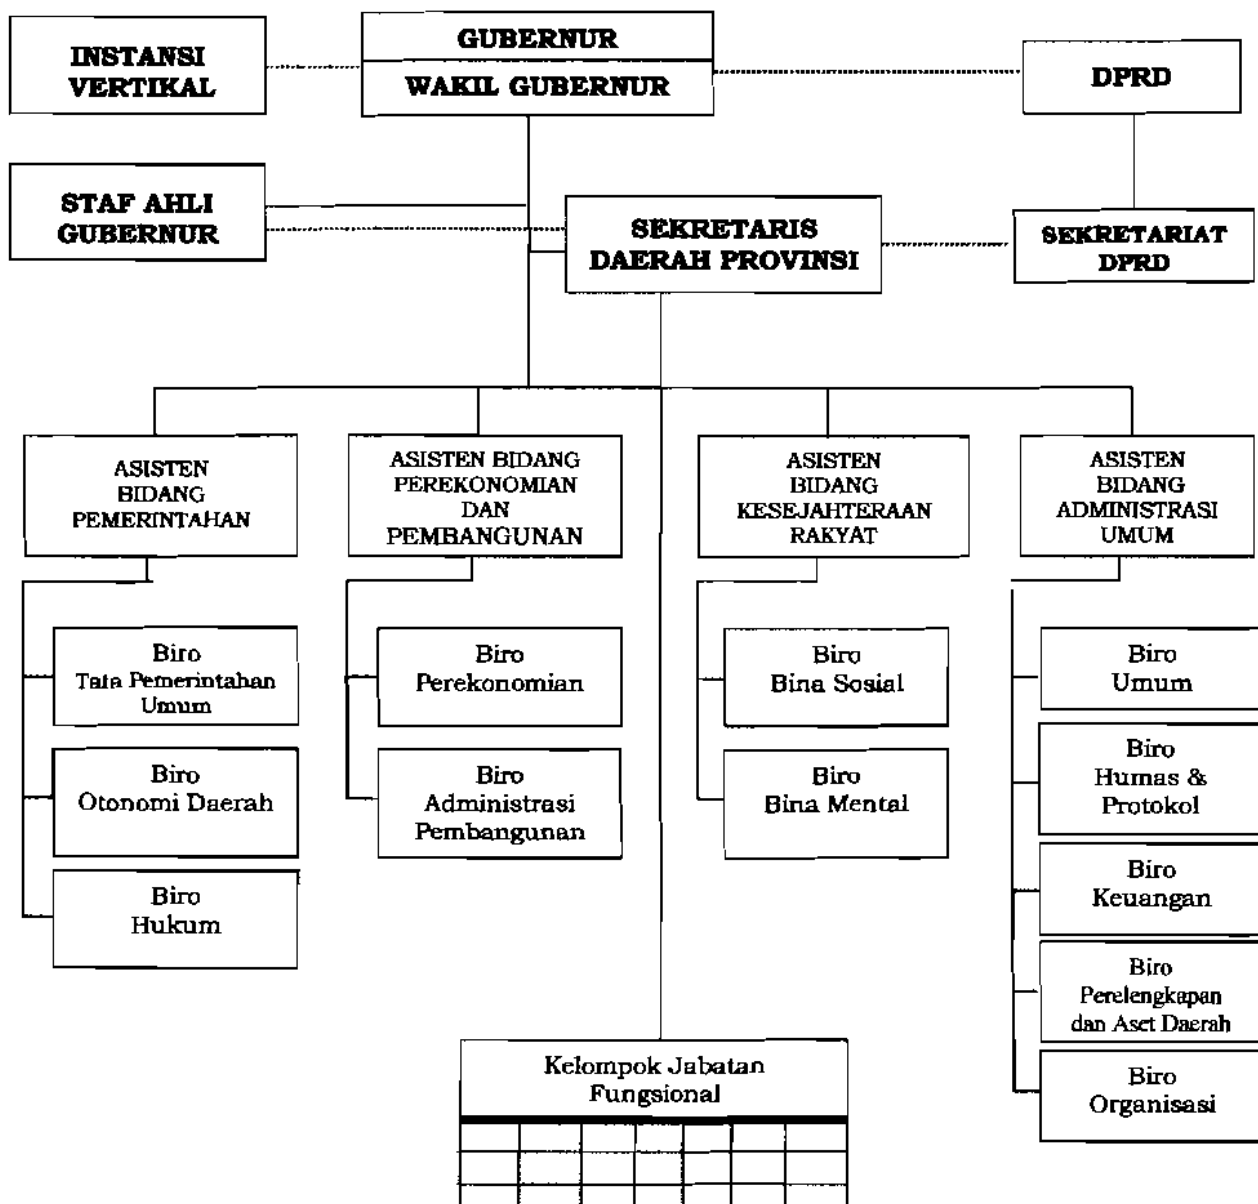 INSTANSI
VERTIKAL
GUBERNUR
WAKIL GUBERNUR
DPRD
STAF AHLI
GUBERNUR
SEKRETARIS
DAERAH PROVINSI
SEKRETARIAT
DPRD
ASISTEN
BIDANG
PEMERINTAHAN
ASISTEN BIDANG
PEREKONOMIAN
DAN
PEMBANGUNAN
ASISTEN
BIDANG
KESEJAHTERAAN
RAKYAT
ASISTEN
BIDANG
ADMINISTRASI
UMUM
Biro
Tata Pemerintahan
Umum
Biro
Otonomi Daerah
Biro
Hukum
Biro
Perekonomian
Biro
Administrasi
Pembangunan
Biro
Bina Sosial
Biro
Bina Mental
Biro
Umum
Biro
Humas &
Protokol
Biro
Keuangan
Biro
Perelengkapan
dan Aset Daerah
Biro
Organisasi
Kelompok Jabatan
Fungsional